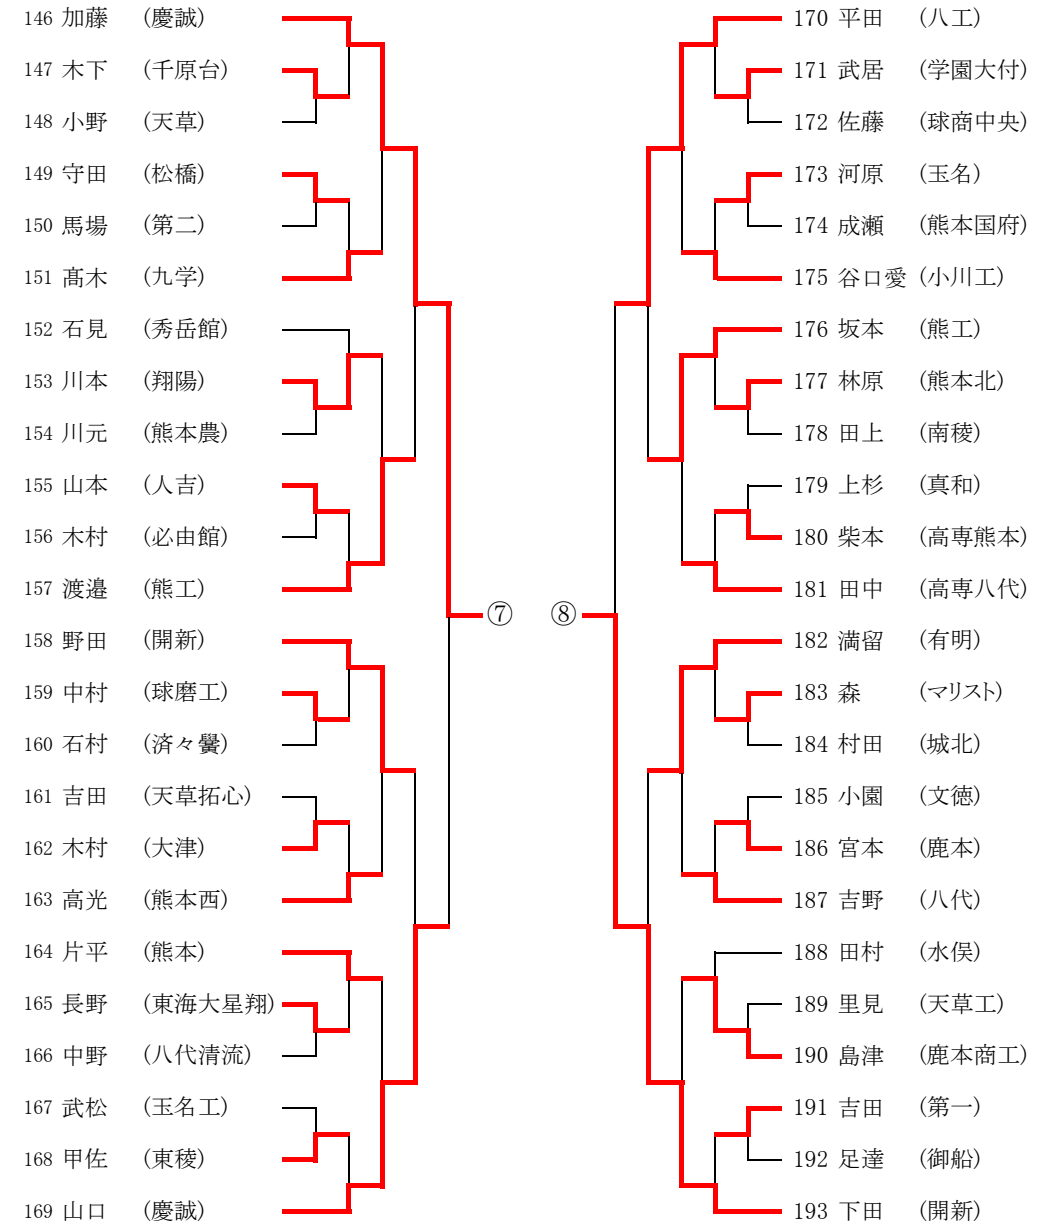 146 加藤 (慶誠)
147 木下 (千原台)
148 小野 (天草)
149 守田 (松橋)
150 馬場 (第二)
151 髙木 (九学)
152 石見 (秀岳館)
153 川本 (翔陽)
154 川元 (熊本農)
155 山本 (人吉)
156 木村 (必由館)
157 渡邉 (熊工)
158 野田 (開新)
159 中村 (球磨工)
160 石村 (済々黌)
161 吉田 (天草拓心)
162 木村 (大津)
163 高光 (熊本西)
164 片平 (熊本)
165 長野 (東海大星翔)
166 中野 (八代清流)
167 武松 (玉名工)
168 甲佐 (東稜)
169 山口 (慶誠)
⑦
⑧
170 平田 (八工)
171 武居 (学園大付)
172 佐藤 (球商中央)
173 河原 (玉名)
174 成瀬 (熊本国府)
175 谷口愛 (小川工)
176 坂本 (熊工)
177 林原 (熊本北)
178 田上 (南稜)
179 上杉 (真和)
180 柴本 (高専熊本)
181 田中 (高専八代)
182 満留 (有明)
183 森 (マリスト)
184 村田 (城北)
185 小園 (文徳)
186 宮本 (鹿本)
187 吉野 (八代)
188 田村 (水俣)
189 里見 (天草工)
190 島津 (鹿本商工)
191 吉田 (第一)
192 足達 (御船)
193 下田 (開新)